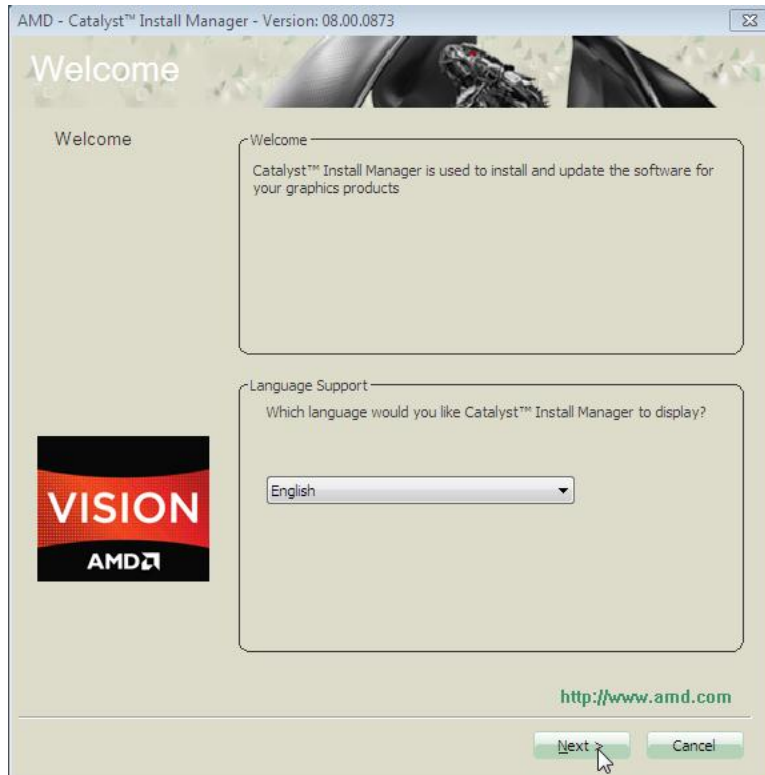 AMD - Catalyst™ Install Manager - Version: 08.00.0873
Welcome
Welcome
Welcome
Catalyst™ Install Manager is used to install and update the software for
your graphics products
Language Support
Which language would you like Catalyst™ Install Manager to display?
English
VISION
AMD
http://www.amd.com
Next >
Cancel